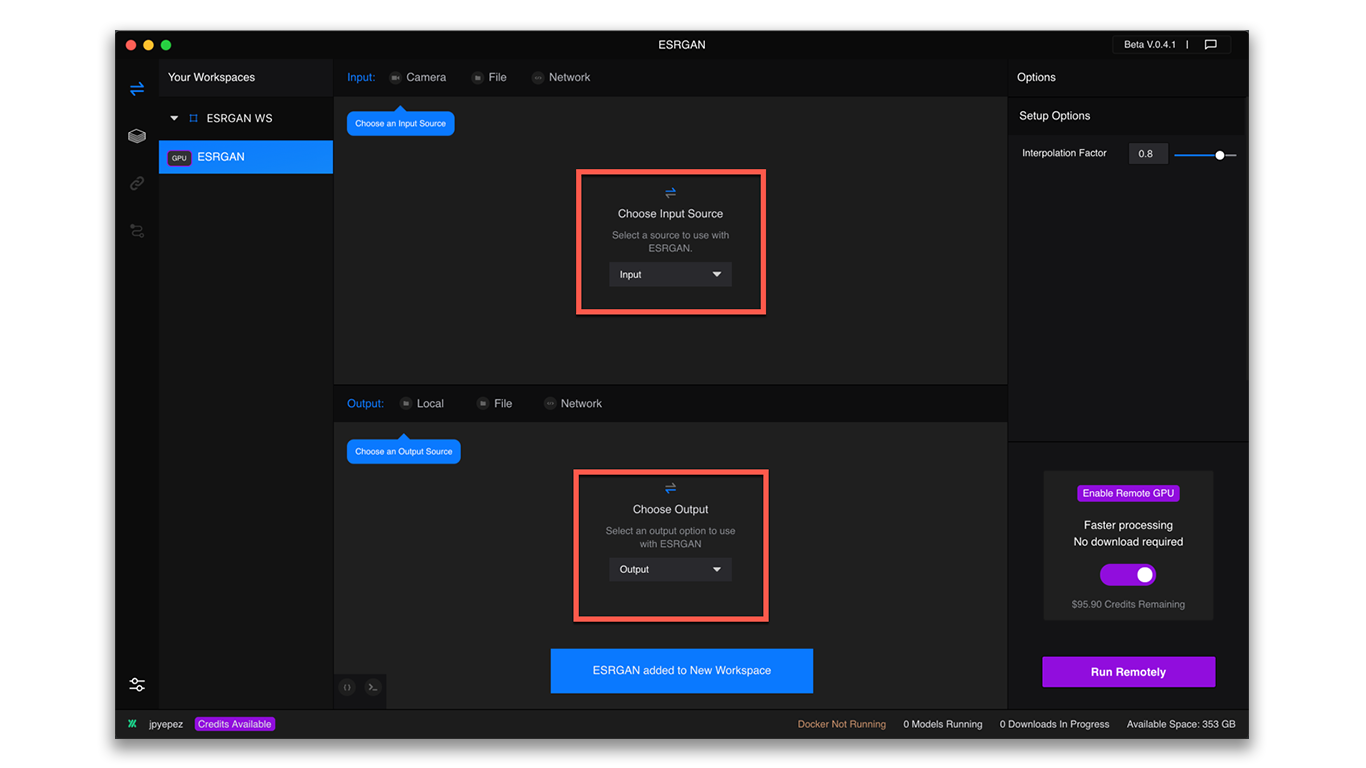 ESRGAN
Beta V.0.4.1 |
Your Workspaces
ESRGAN WS
GPU ESRGAN
Input: Camera File Network
Choose an Input Source
Choose Input Source
Select a source to use with
ESRGAN.
Input
Output: Local File Network
Choose an Output Source
Choose Output
Select an output option to use
with ESRGAN
Output
ESRGAN added to New Workspace
Options
Setup Options
Interpolation Factor 0.8
Enable Remote GPU
Faster processing
No download required
$95.90 Credits Remaining
Run Remotely
jpyepez Credits Available Docker Not Running 0 Models Running 0 Downloads In Progress Available Space: 353 GB